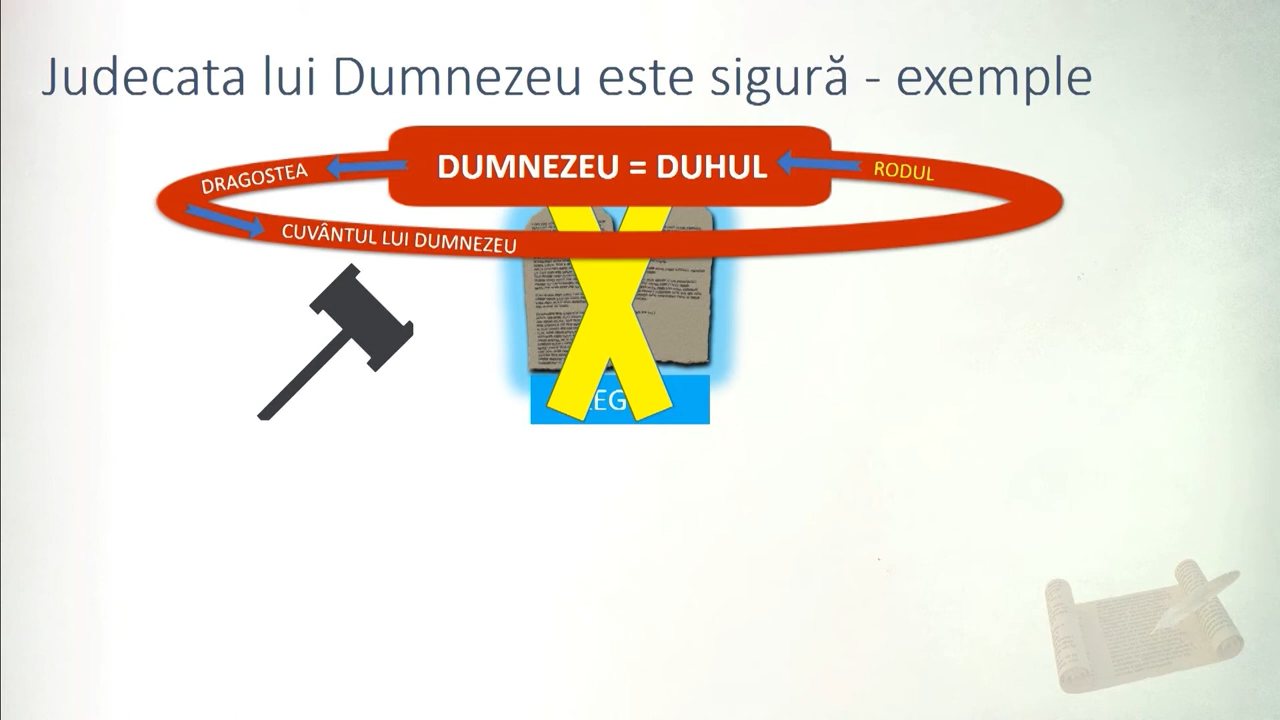 Judecata lui Dumnezeu este sigură - exemple
DUMNEZEU = DUHUL
DRAGOSTEA
RODUL
CUVÂNTUL LUI DUMNEZEU